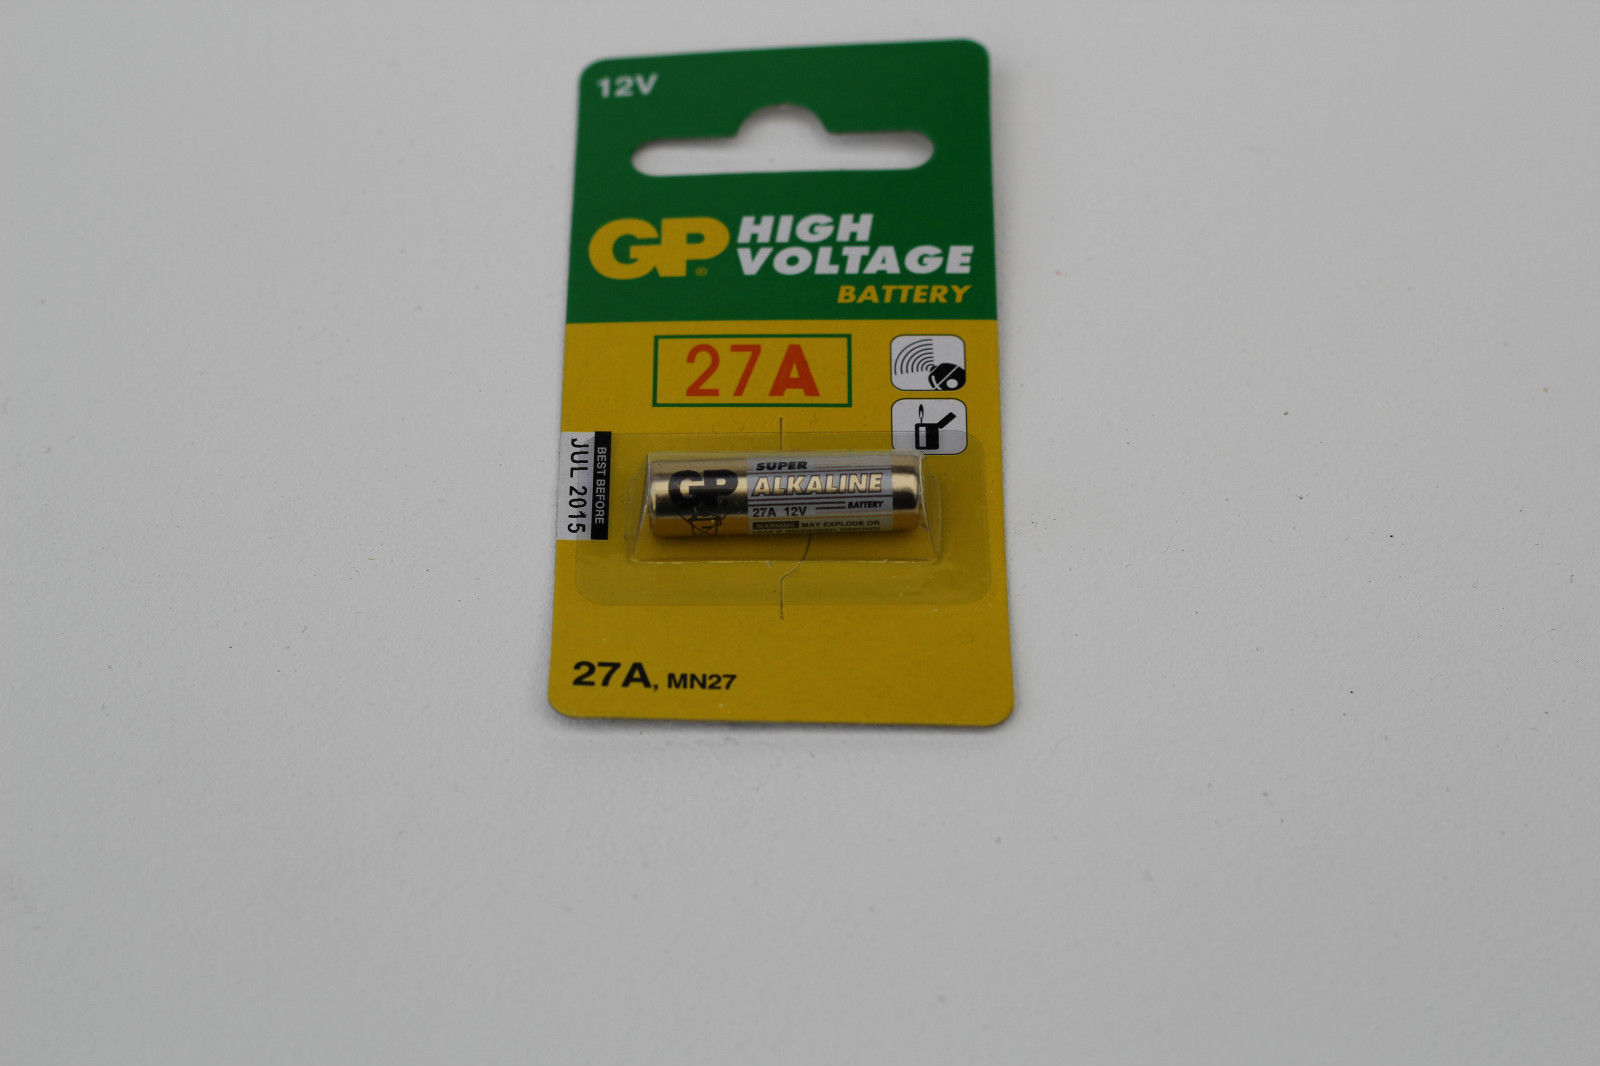 12V
GP®
HIGH
VOLTAGE
BATTERY
27A
BEST BEFORE
JUL 2015
GP
SUPER
ALKALINE
27A 12V BATTERY
WARNING MAY EXPLODE OR
27A, MN27